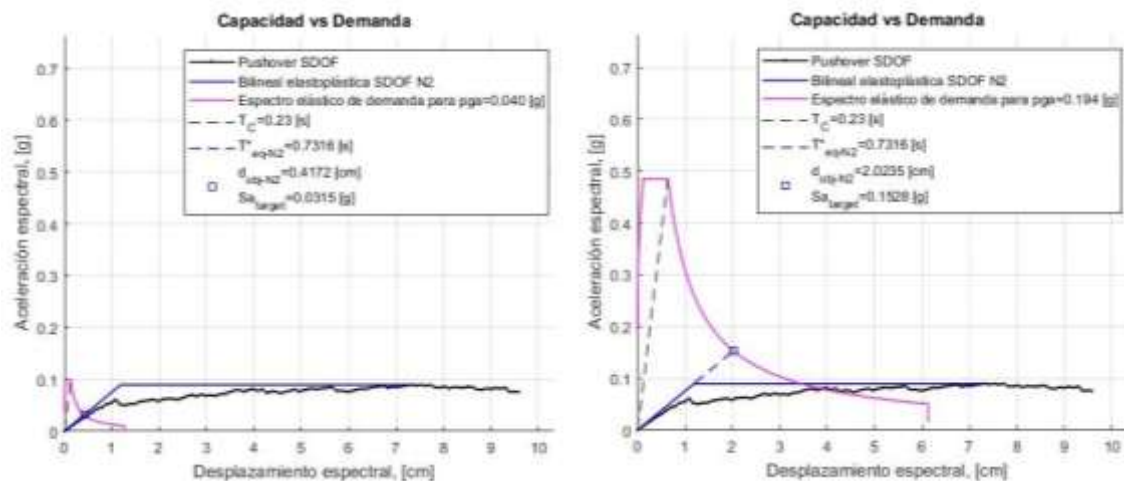 Capacidad vs Demanda
Pushover SDOF
Bilineal elastoplástica SDOF N2
Espectro elástico de demanda para pga=0.040 [g]
T_C=0.23 [s]
T*_eq-N2=0.7316 [s]
d_obj-N2=0.4172 [cm]
Sa_target=0.0315 [g]
Aceleración espectral, [g]
0.7
0.6
0.5
0.4
0.3
0.2
0.1
0
0 1 2 3 4 5 6 7 8 9 10
Desplazamiento espectral, [cm]
Capacidad vs Demanda
Pushover SDOF
Bilineal elastoplástica SDOF N2
Espectro elástico de demanda para pga=0.194 [g]
T_C=0.23 [s]
T*_eq-N2=0.7316 [s]
d_obj-N2=2.0235 [cm]
Sa_target=0.1528 [g]
Aceleración espectral, [g]
0.7
0.6
0.5
0.4
0.3
0.2
0.1
0
0 1 2 3 4 5 6 7 8 9 10
Desplazamiento espectral, [cm]